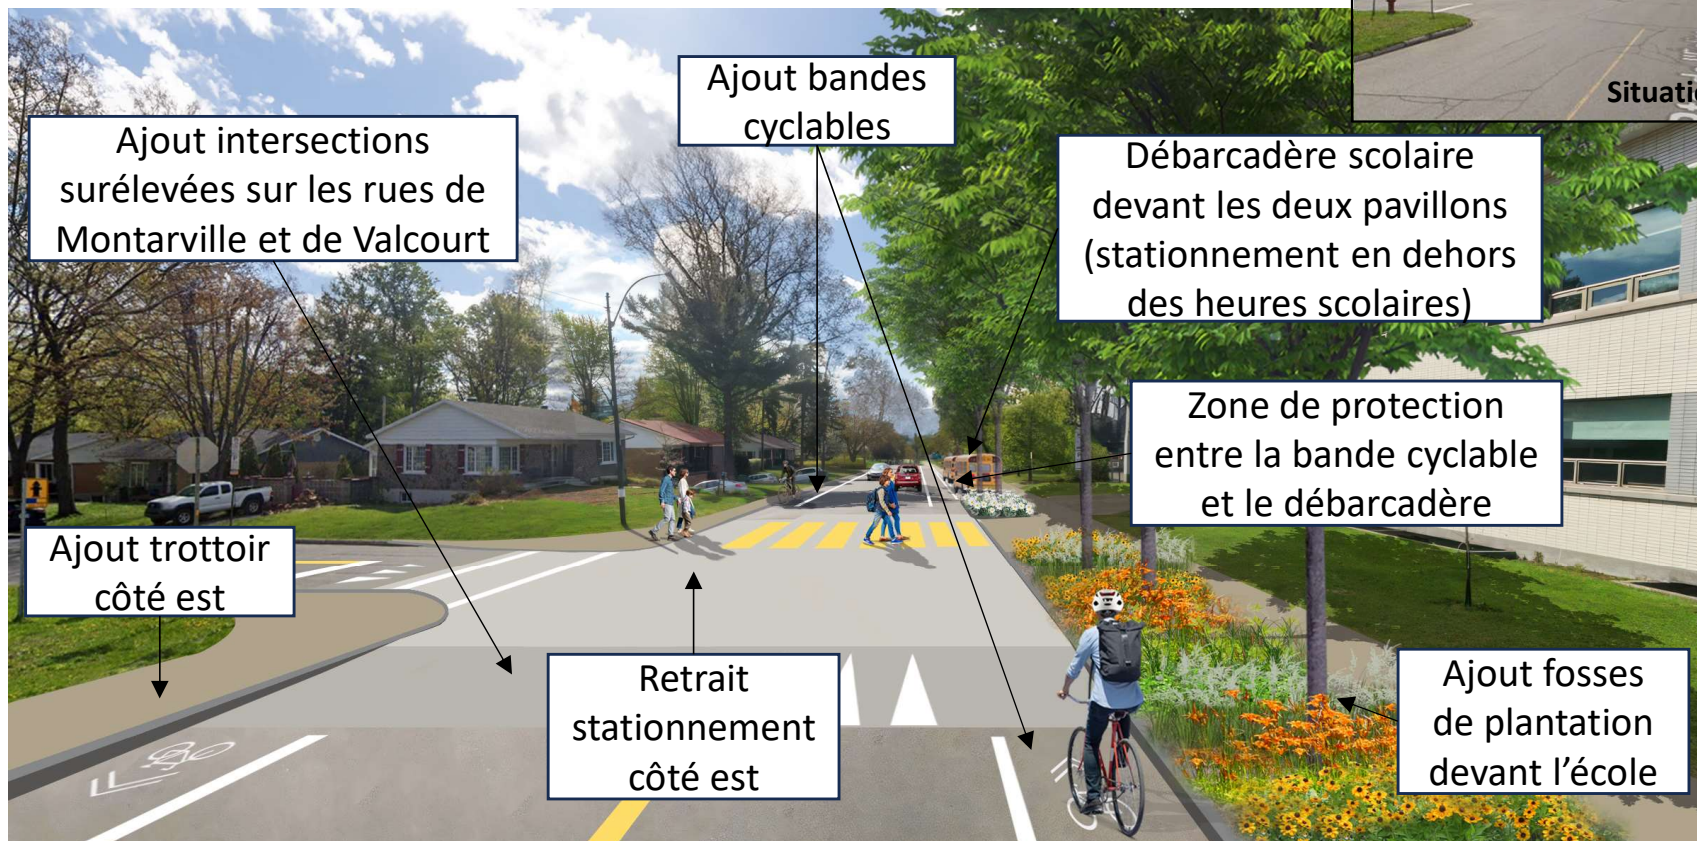 Situatio
Ajout bandes
cyclables
Ajout intersections
surélevées sur les rues de
Montarville et de Valcourt
Débarcadère scolaire
devant les deux pavillons
(stationnement en dehors
des heures scolaires)
Zone de protection
entre la bande cyclable
et le débarcadère
Ajout trottoir
côté est
Retrait
stationnement
côté est
Ajout fosses
de plantation
devant l’école